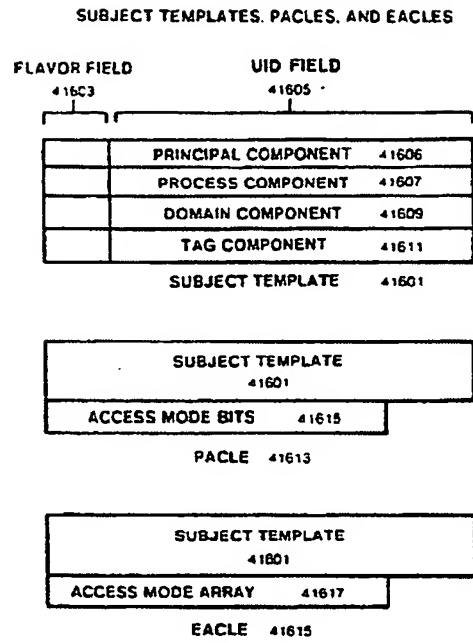 SUBJECT TEMPLATES, PACLES, AND EACLES
FLAVOR FIELD UID FIELD
41603 41605
PRINCIPAL COMPONENT 41606
PROCESS COMPONENT 41607
DOMAIN COMPONENT 41609
TAG COMPONENT 41611
SUBJECT TEMPLATE 41601
SUBJECT TEMPLATE
41601
ACCESS MODE BITS 41615
PACLE 41613
SUBJECT TEMPLATE
41601
ACCESS MODE ARRAY 41617
EACLE 41615